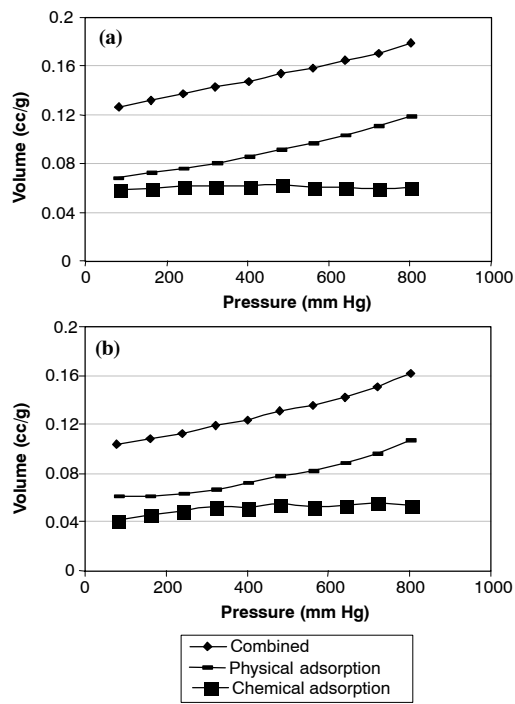 (a)
Volume (cc/g)
0.2
0.16
0.12
0.08
0.04
0
0 200 400 600 800 1000
Pressure (mm Hg)
(b)
Volume (cc/g)
0.2
0.16
0.12
0.08
0.04
0
0 200 400 600 800 1000
Pressure (mm Hg)
Combined
Physical adsorption
Chemical adsorption